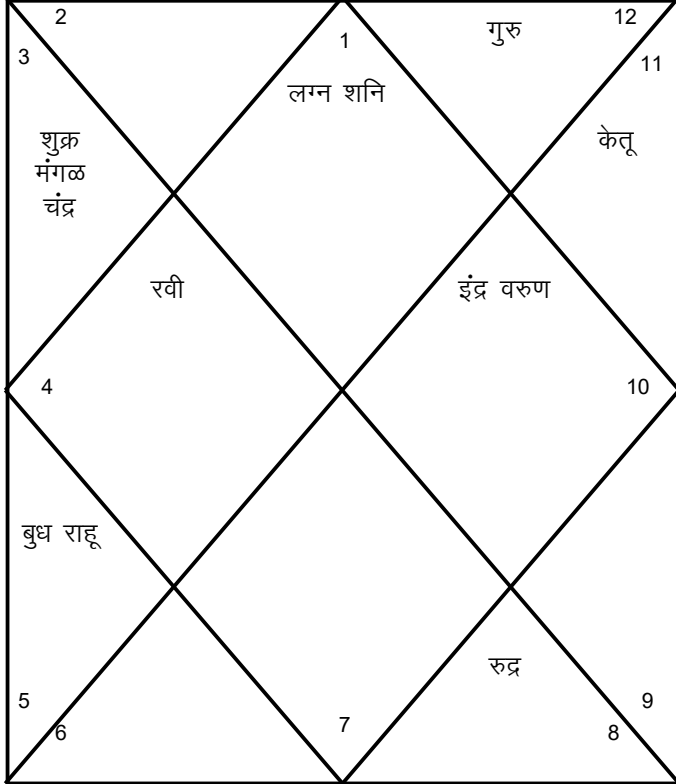 2
1
गुरु
12
3
11
लग्न शनि
शुक्र
मंगळ
चंद्र
केतू
रवी
इंद्र वरुण
4
10
बुध राहू
रुद्र
5
9
6
7
8